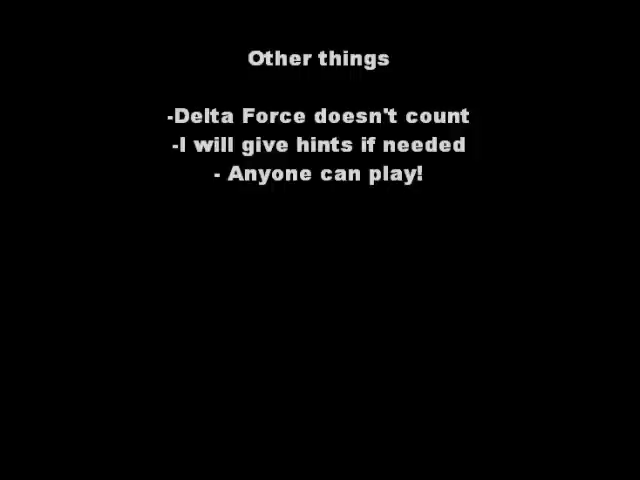 Other things
-Delta Force doesn't count
-I will give hints if needed
- Anyone can play!